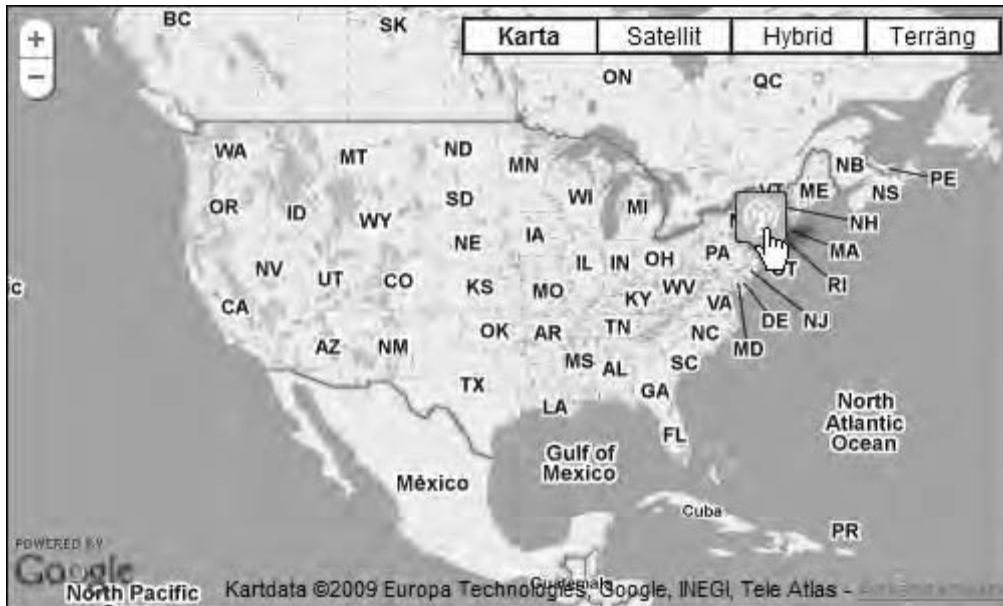 BC
SK
Karta Satellit Hybrid Terräng
ON
QC
WA
MT
ND
MN
NB
PE
OR
ID
WY
SD
WI
MI
VT
ME
NS
NH
NV
UT
CO
NE
IA
IL
IN
OH
PA
MA
RI
CA
KS
MO
KY
WV
VA
DE
NJ
AZ
NM
OK
AR
TN
NC
MD
TX
MS
AL
SC
LA
GA
FL
North
Atlantic
Ocean
Gulf of
Mexico
México
Cuba
PR
POWERED BY
Google
Guatemala
North Pacific
Kartdata ©2009 Europa Technologies, Google, INEGI, Tele Atlas -